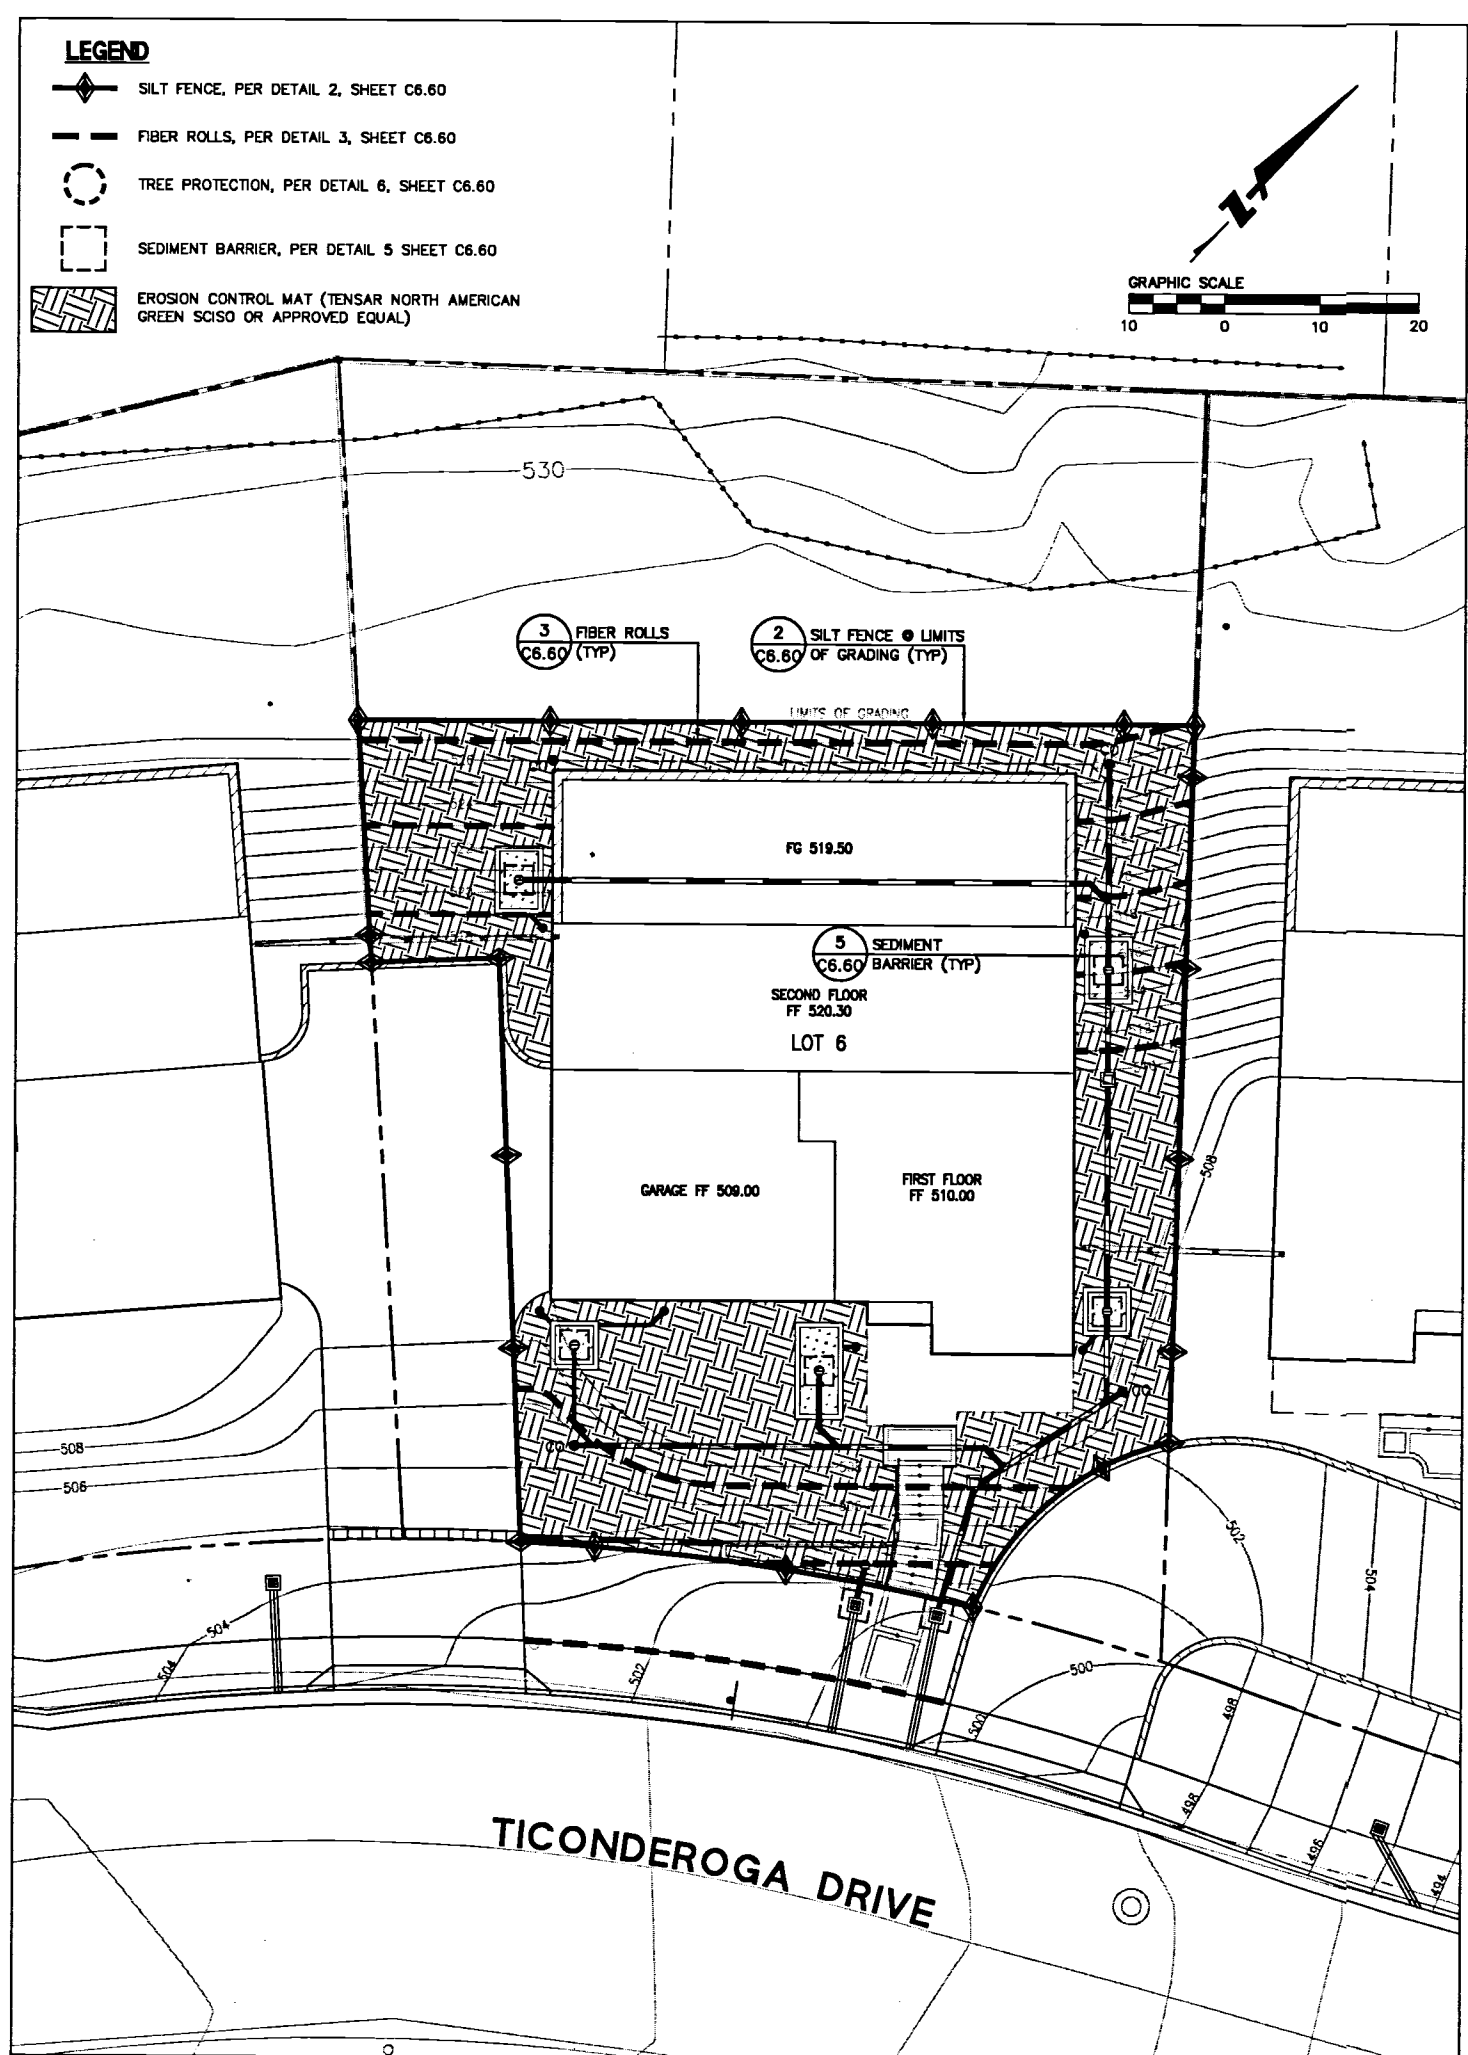 LEGEND
SILT FENCE, PER DETAIL 2, SHEET C6.60
FIBER ROLLS, PER DETAIL 3, SHEET C6.60
TREE PROTECTION, PER DETAIL 6, SHEET C6.60
SEDIMENT BARRIER, PER DETAIL 5 SHEET C6.60
EROSION CONTROL MAT (TENSAR NORTH AMERICAN
GREEN SC150 OR APPROVED EQUAL)
N
GRAPHIC SCALE
10 0 10 20
530
3
C6.60
FIBER ROLLS
(TYP)
2
C6.60
SILT FENCE @ LIMITS
OF GRADING (TYP)
LIMITS OF GRADING
FG 519.50
5
C6.60
SEDIMENT
BARRIER (TYP)
SECOND FLOOR
FF 520.30
LOT 6
GARAGE FF 509.00
FIRST FLOOR
FF 510.00
508
508
506
CO
502
504
504
504
502
500
500
498
498
496
494
TICONDEROGA DRIVE